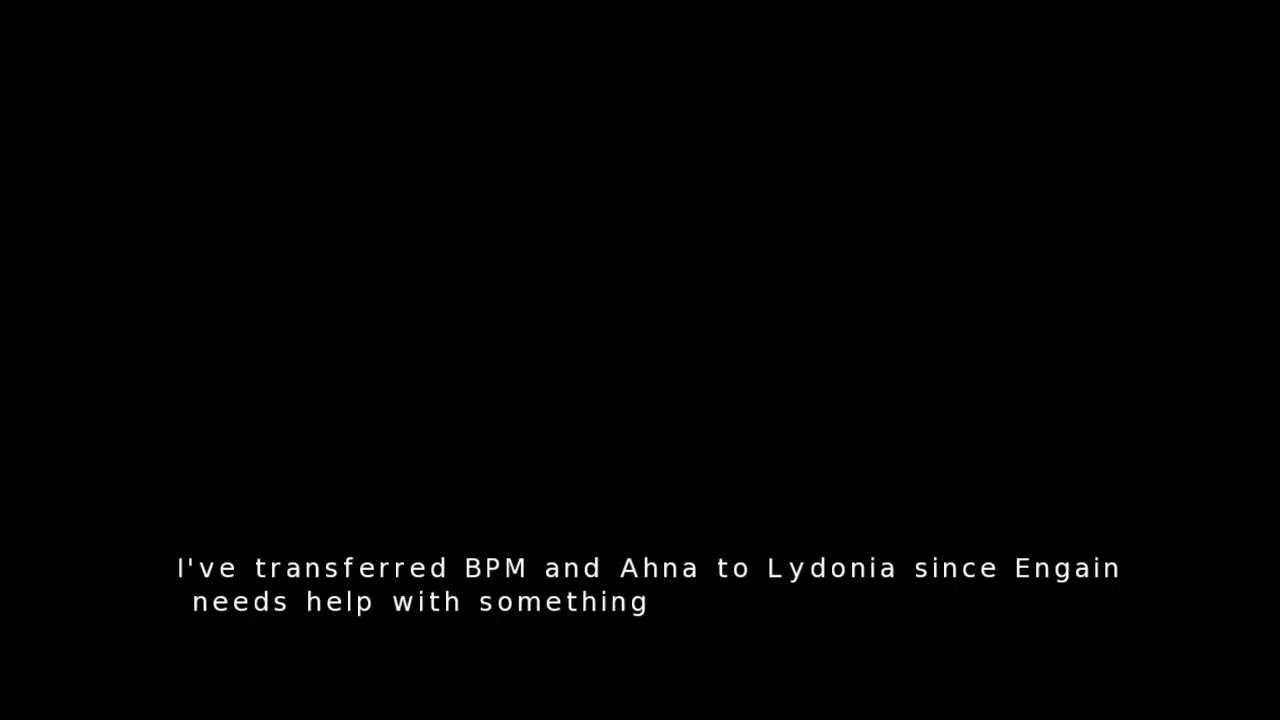 I've transferred BPM and Ahna to Lydonia since Engain
needs help with something